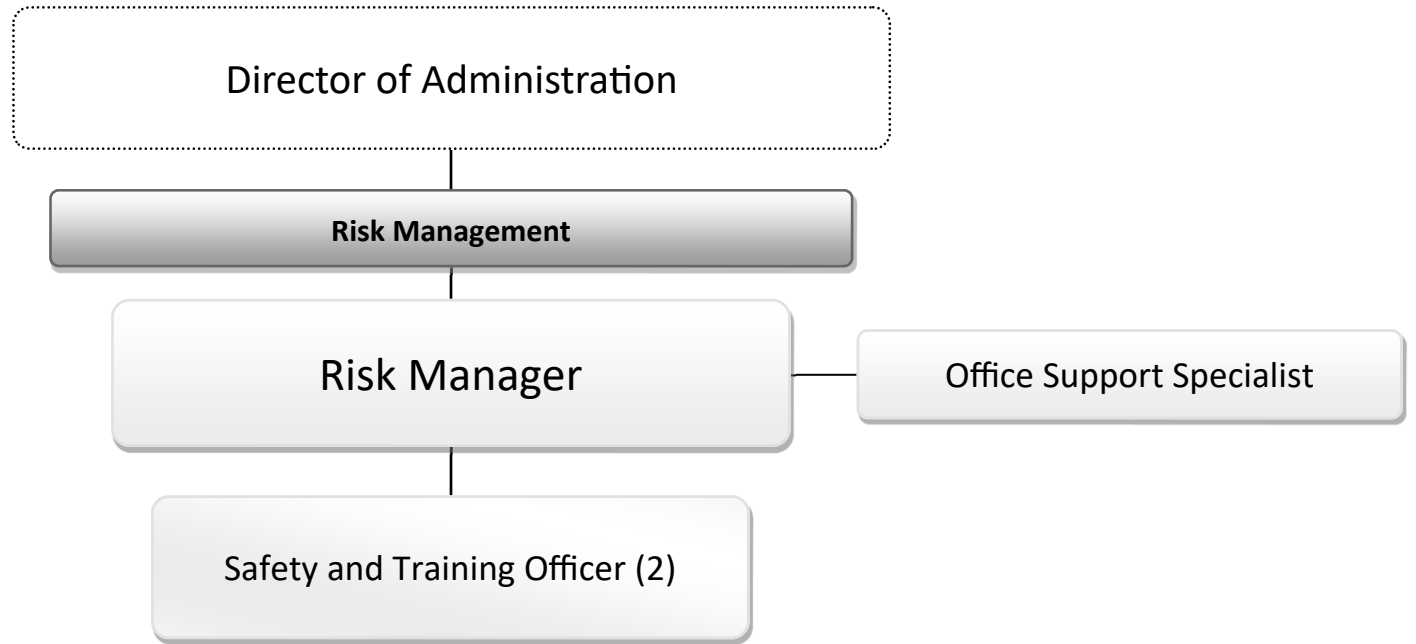 Director of Administration
Risk Management
Risk Manager
Office Support Specialist
Safety and Training Officer (2)